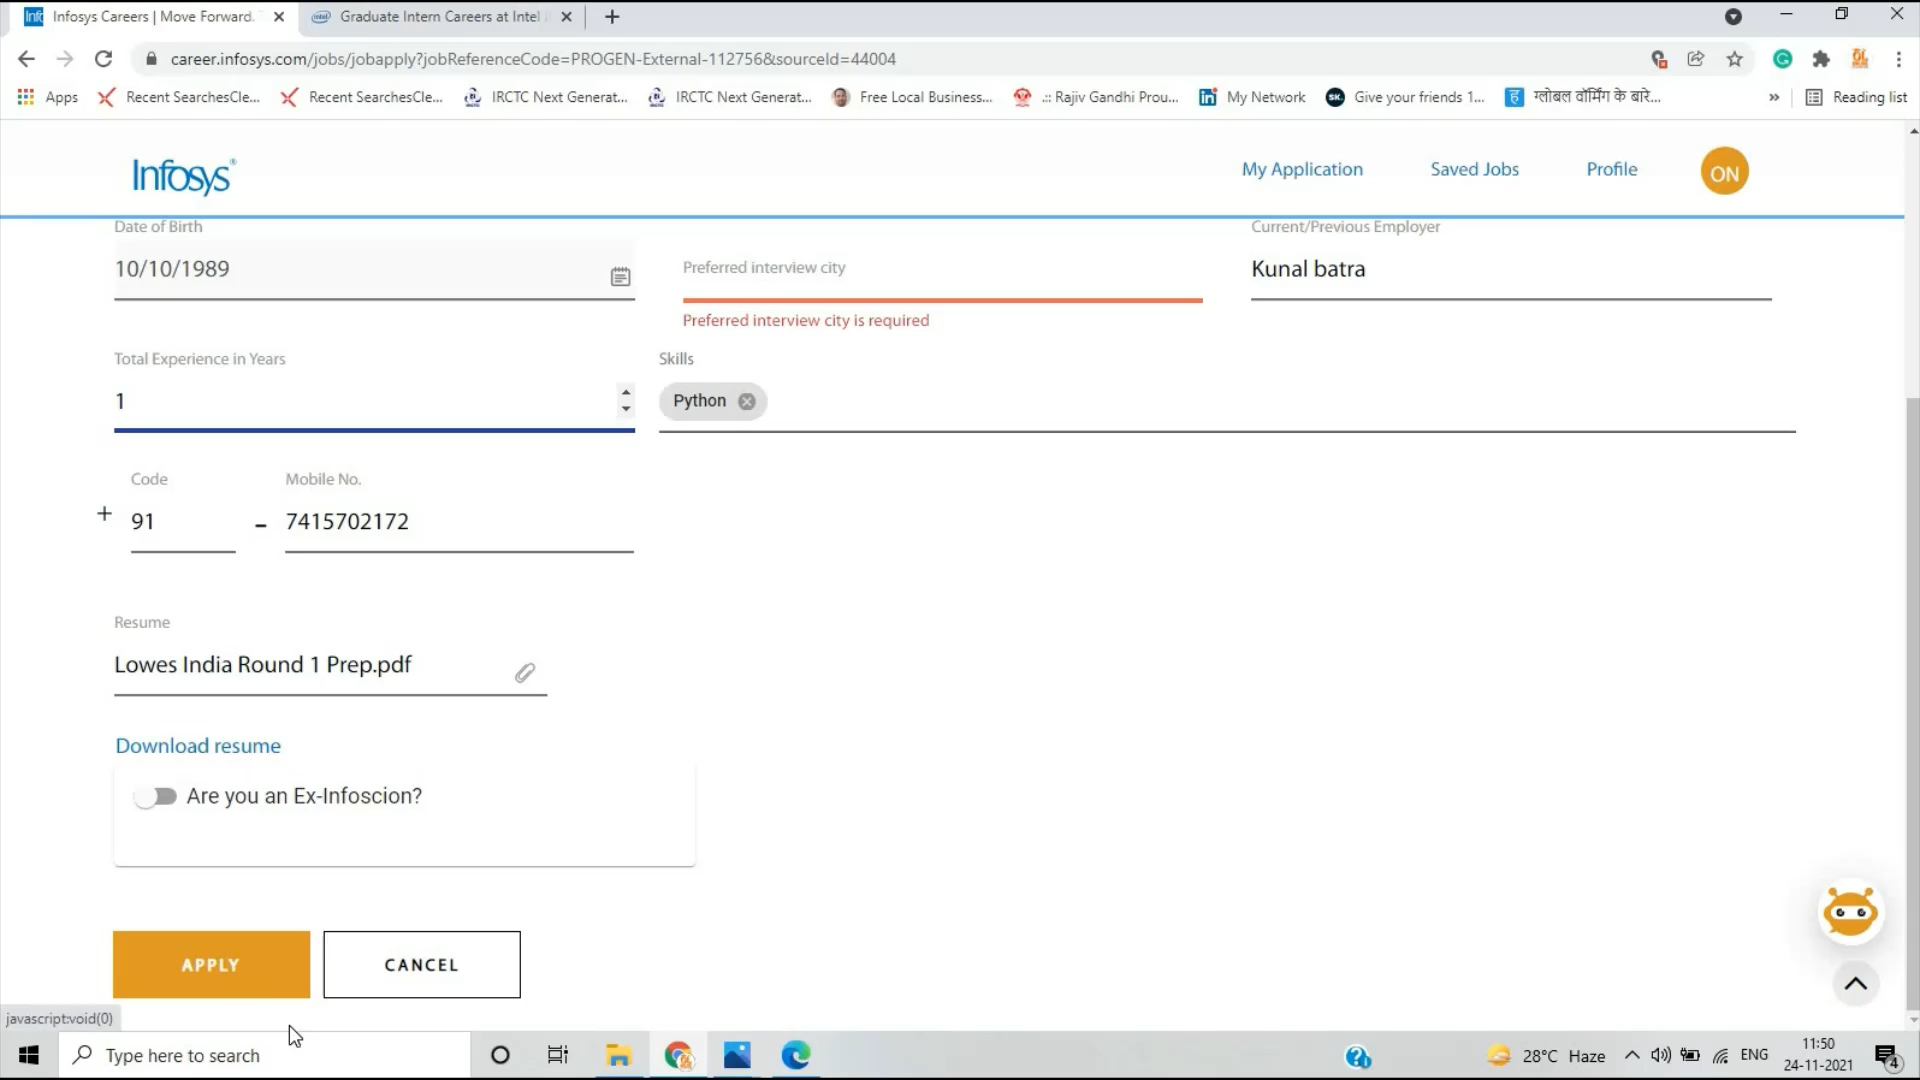 Infosys Careers | Move Forward.
Graduate Intern Careers at Intel
career.infosys.com/jobs/jobapply?jobReferenceCode=PROGEN-External-112756&sourceId=44004
Apps
Recent SearchesCle...
Recent SearchesCle...
IRCTC Next Generat...
IRCTC Next Generat...
Free Local Business...
.:: Rajiv Gandhi Prou...
My Network
Give your friends 1...
ग्लोबल वॉर्मिंग के बारे...
»
Reading list
Infosys®
My Application
Saved Jobs
Profile
ON
Date of Birth
Current/Previous Employer
10/10/1989
Preferred interview city
Kunal batra
Preferred interview city is required
Total Experience in Years
Skills
1
Python
Code
Mobile No.
+ 91 - 7415702172
Resume
Lowes India Round 1 Prep.pdf
Download resume
Are you an Ex-Infoscion?
APPLY
CANCEL
javascript:void(0)
Type here to search
28°C Haze
ENG
11:50
24-11-2021
4